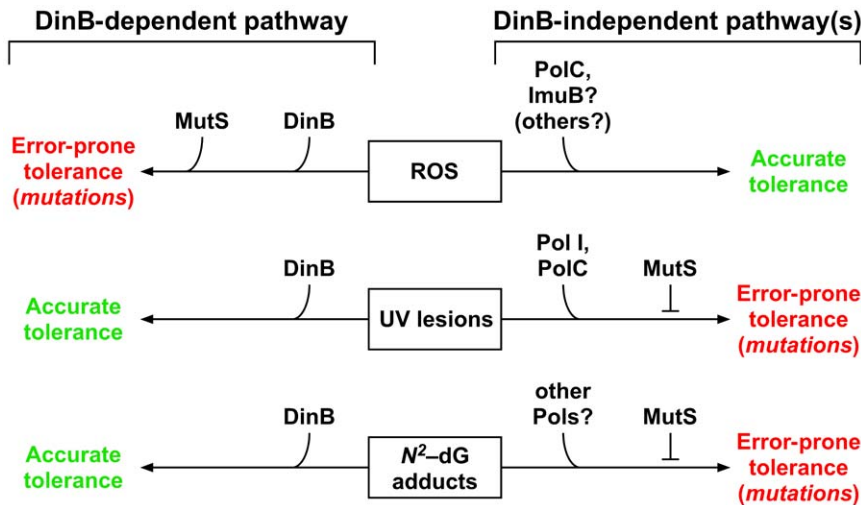 DinB-dependent pathway
DinB-independent pathway(s)
PolC,
ImuB?
(others?)
MutS
DinB
Error-prone
tolerance
(mutations)
ROS
Accurate
tolerance
DinB
Pol I,
PolC
MutS
Accurate
tolerance
UV lesions
Error-prone
tolerance
(mutations)
DinB
other
Pols?
MutS
Accurate
tolerance
N²–dG
adducts
Error-prone
tolerance
(mutations)